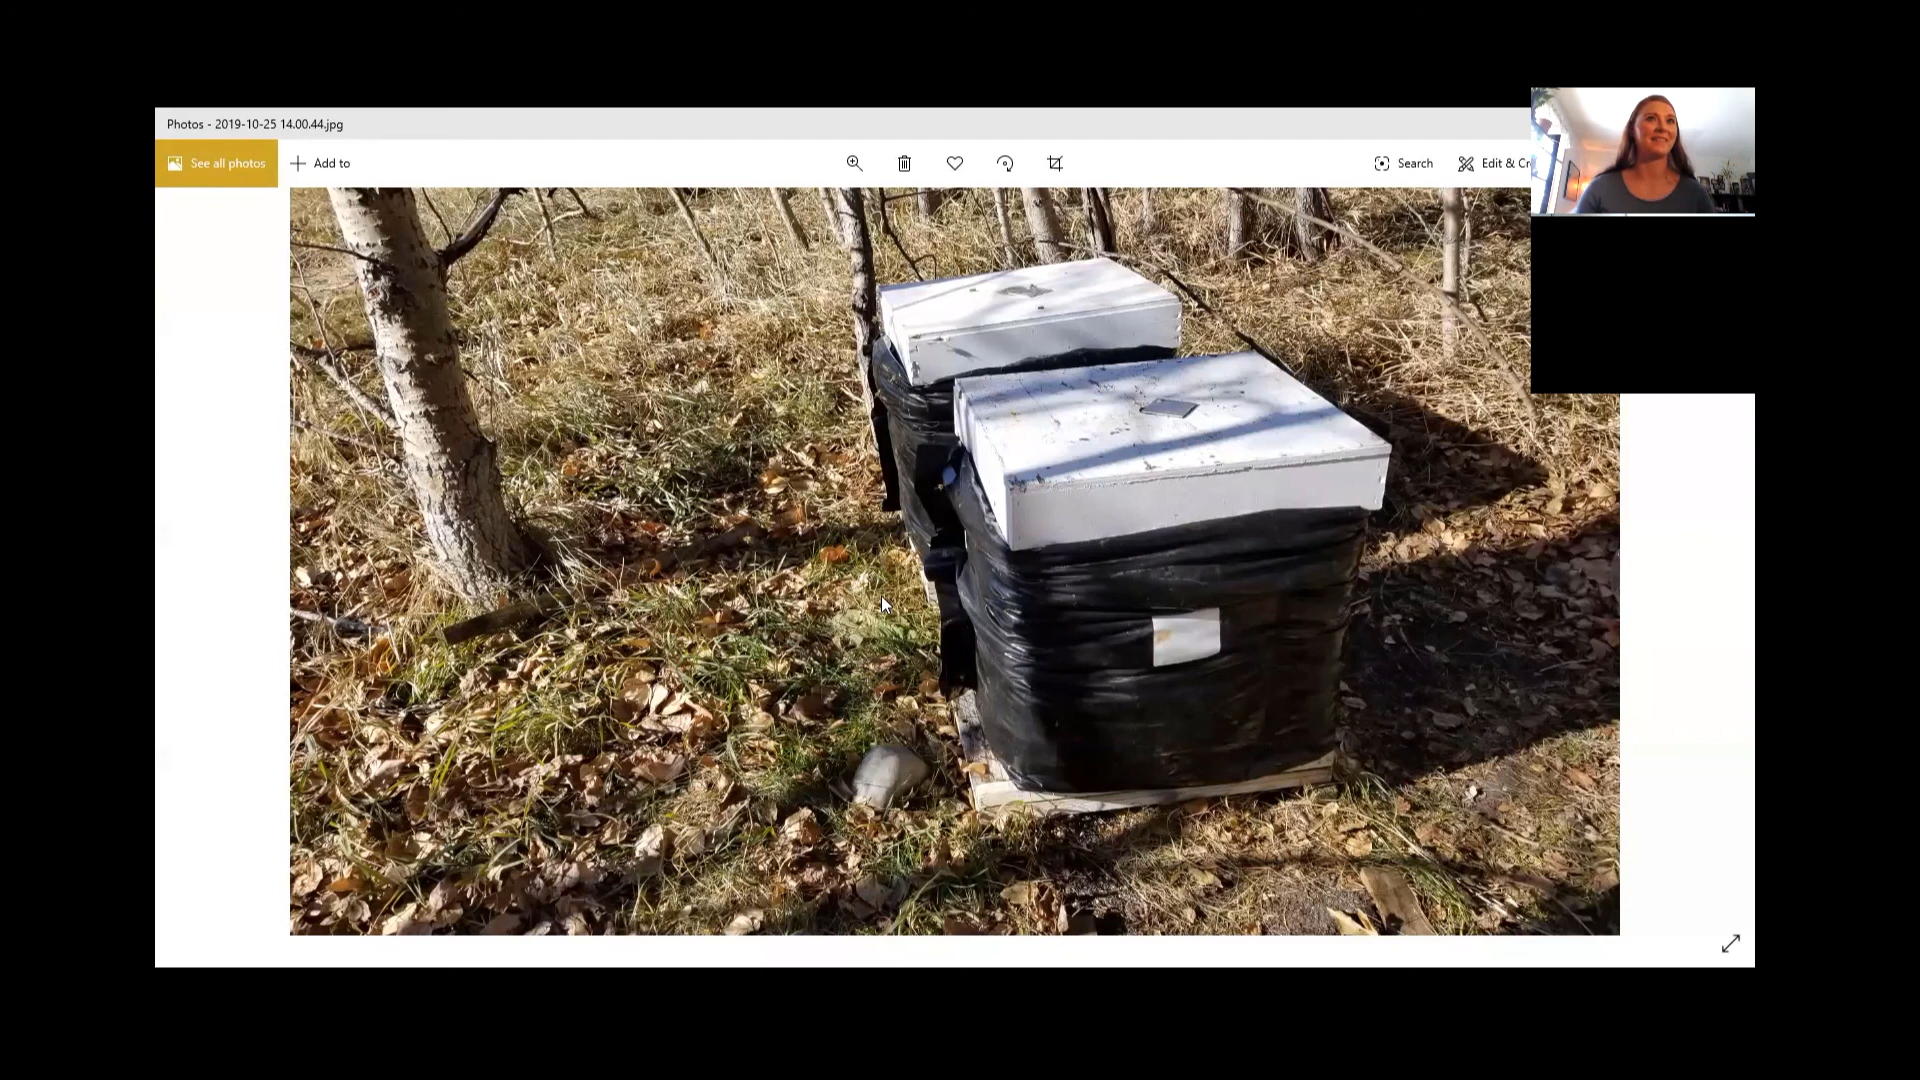 Photos - 2019-10-25 14.00.44.jpg
See all photos
Add to
Search
Edit & Cr